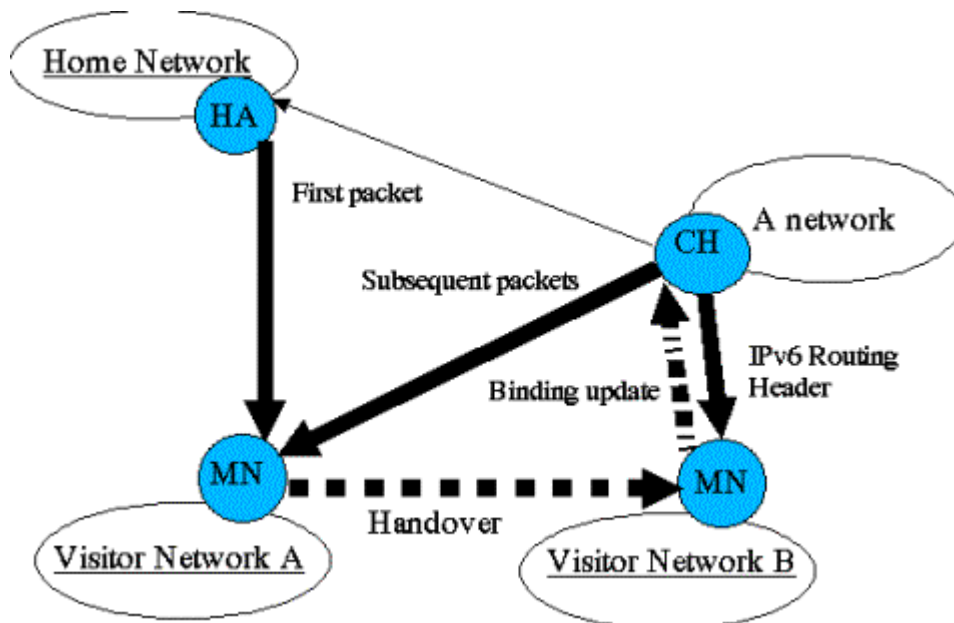 Home Network
HA
First packet
A network
CH
Subsequent packets
IPv6 Routing
Header
Binding update
MN
MN
Handover
Visitor Network A
Visitor Network B